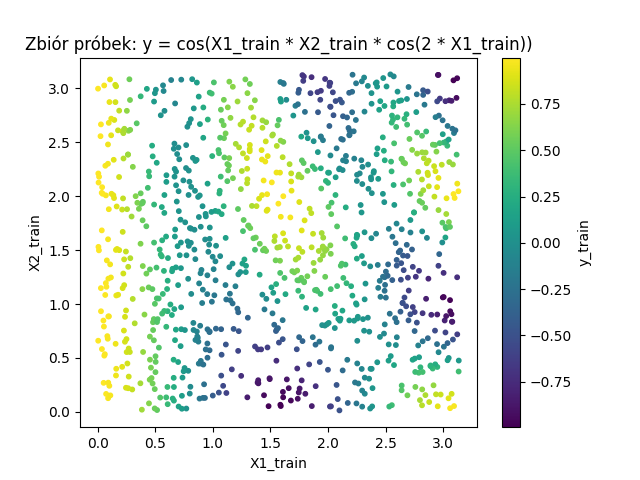 Zbiór próbek: y = cos(X1_train * X2_train * cos(2 * X1_train))
3.0
2.5
2.0
1.5
1.0
0.5
0.0
X2_train
0.0 0.5 1.0 1.5 2.0 2.5 3.0
X1_train
0.75
0.50
0.25
0.00
−0.25
−0.50
−0.75
y_train